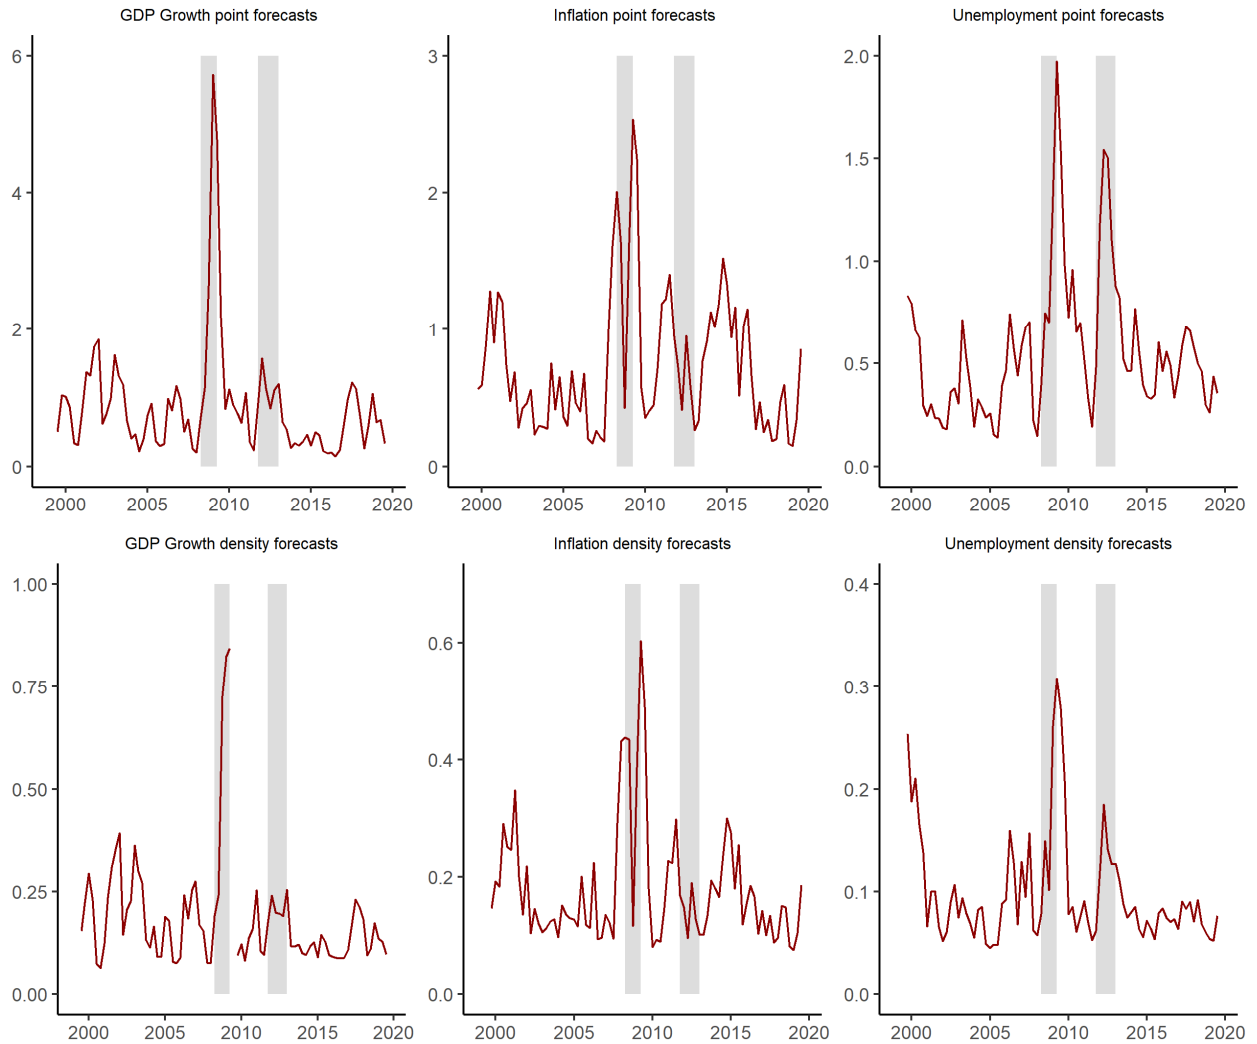 GDP Growth point forecasts
6
4
2
0
2000 2005 2010 2015 2020
Inflation point forecasts
3
2
1
0
2000 2005 2010 2015 2020
Unemployment point forecasts
2.0
1.5
1.0
0.5
0.0
2000 2005 2010 2015 2020
GDP Growth density forecasts
1.00
0.75
0.50
0.25
0.00
2000 2005 2010 2015 2020
Inflation density forecasts
0.6
0.4
0.2
0.0
2000 2005 2010 2015 2020
Unemployment density forecasts
0.4
0.3
0.2
0.1
0.0
2000 2005 2010 2015 2020